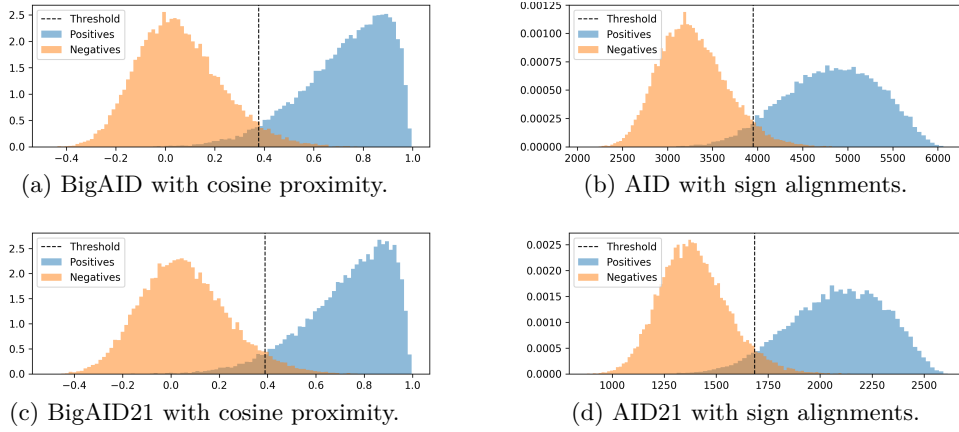 2.5
2.0
1.5
1.0
0.5
0.0
Threshold
Positives
Negatives
−0.4 −0.2 0.0 0.2 0.4 0.6 0.8 1.0
(a) BigAID with cosine proximity.
0.00125
0.00100
0.00075
0.00050
0.00025
0.00000
Threshold
Positives
Negatives
2000 2500 3000 3500 4000 4500 5000 5500 6000
(b) AID with sign alignments.
2.5
2.0
1.5
1.0
0.5
0.0
Threshold
Positives
Negatives
−0.4 −0.2 0.0 0.2 0.4 0.6 0.8 1.0
(c) BigAID21 with cosine proximity.
0.0025
0.0020
0.0015
0.0010
0.0005
0.0000
Threshold
Positives
Negatives
1000 1250 1500 1750 2000 2250 2500
(d) AID21 with sign alignments.